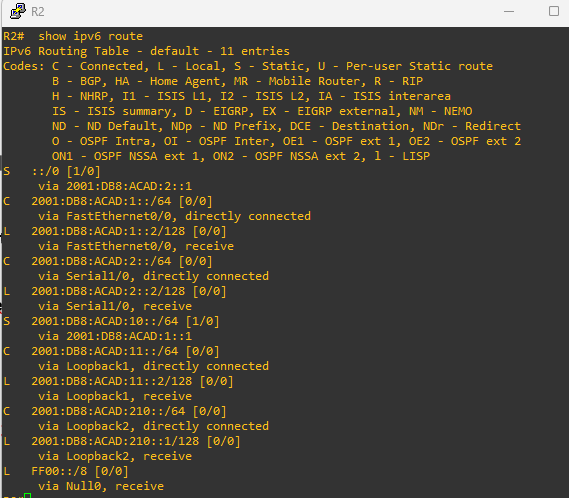 R2
R2#  show ipv6 route
IPv6 Routing Table - default - 11 entries
Codes: C - Connected, L - Local, S - Static, U - Per-user Static route
       B - BGP, HA - Home Agent, MR - Mobile Router, R - RIP
       H - NHRP, I1 - ISIS L1, I2 - ISIS L2, IA - ISIS interarea
       IS - ISIS summary, D - EIGRP, EX - EIGRP external, NM - NEMO
       ND - ND Default, NDp - ND Prefix, DCE - Destination, NDr - Redirect
       O - OSPF Intra, OI - OSPF Inter, OE1 - OSPF ext 1, OE2 - OSPF ext 2
       ON1 - OSPF NSSA ext 1, ON2 - OSPF NSSA ext 2, l - LISP
S   ::/0 [1/0]
     via 2001:DB8:ACAD:2::1
C   2001:DB8:ACAD:1::/64 [0/0]
     via FastEthernet0/0, directly connected
L   2001:DB8:ACAD:1::2/128 [0/0]
     via FastEthernet0/0, receive
C   2001:DB8:ACAD:2::/64 [0/0]
     via Serial1/0, directly connected
L   2001:DB8:ACAD:2::2/128 [0/0]
     via Serial1/0, receive
S   2001:DB8:ACAD:10::/64 [1/0]
     via 2001:DB8:ACAD:1::1
C   2001:DB8:ACAD:11::/64 [0/0]
     via Loopback1, directly connected
L   2001:DB8:ACAD:11::2/128 [0/0]
     via Loopback1, receive
C   2001:DB8:ACAD:210::/64 [0/0]
     via Loopback2, directly connected
L   2001:DB8:ACAD:210::1/128 [0/0]
     via Loopback2, receive
L   FF00::/8 [0/0]
     via Null0, receive